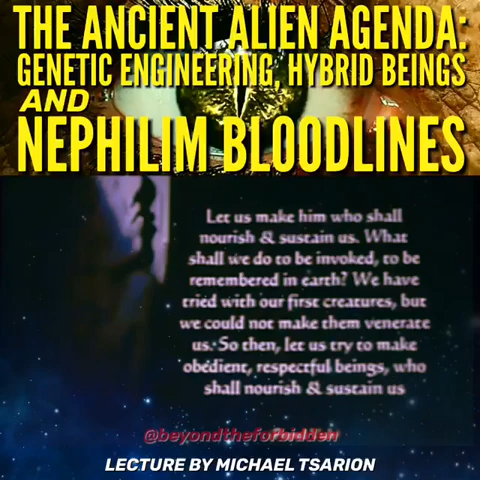 THE ANCIENT ALIEN AGENDA:
GENETIC ENGINEERING, HYBRID BEINGS
AND
NEPHILIM BLOODLINES
Let us make him who shall
nourish & sustain us. What
shall we do to be invoked, to be
remembered in earth? We have
tried with our first creatures, but
we could not make them venerate
us. So then, let us try to make
obedient, respectful beings, who
shall nourish & sustain us
@beyondtheforbidden
LECTURE BY MICHAEL TSARION